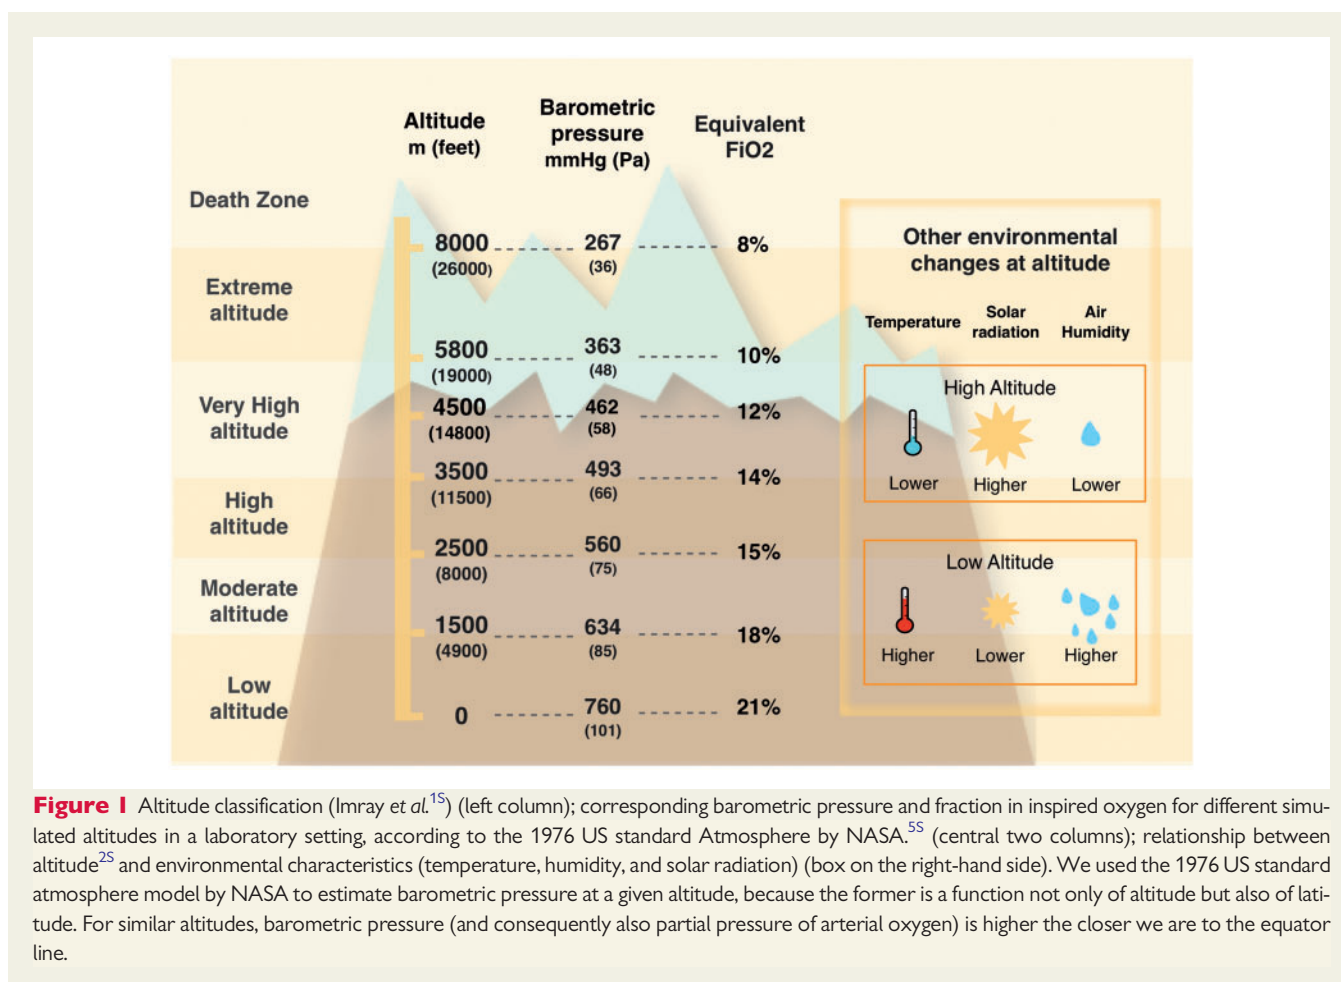 Altitude
m (feet)
Barometric
pressure
mmHg (Pa)
Equivalent
FiO2
Death Zone
8000
(26000)
267
(36)
8%
Extreme
altitude
5800
(19000)
363
(48)
10%
Very High
altitude
4500
(14800)
462
(58)
12%
3500
(11500)
493
(66)
14%
High
altitude
2500
(8000)
560
(75)
15%
Moderate
altitude
1500
(4900)
634
(85)
18%
Low
altitude
0
760
(101)
21%
Other environmental
changes at altitude
Temperature
Solar
radiation
Air
Humidity
High Altitude
Lower
Higher
Lower
Low Altitude
Higher
Lower
Higher
Figure 1 Altitude classification (Imray et al.1S) (left column); corresponding barometric pressure and fraction in inspired oxygen for different simu-
lated altitudes in a laboratory setting, according to the 1976 US standard Atmosphere by NASA.5S (central two columns); relationship between
altitude2S and environmental characteristics (temperature, humidity, and solar radiation) (box on the right-hand side). We used the 1976 US standard
atmosphere model by NASA to estimate barometric pressure at a given altitude, because the former is a function not only of altitude but also of lati-
tude. For similar altitudes, barometric pressure (and consequently also partial pressure of arterial oxygen) is higher the closer we are to the equator
line.